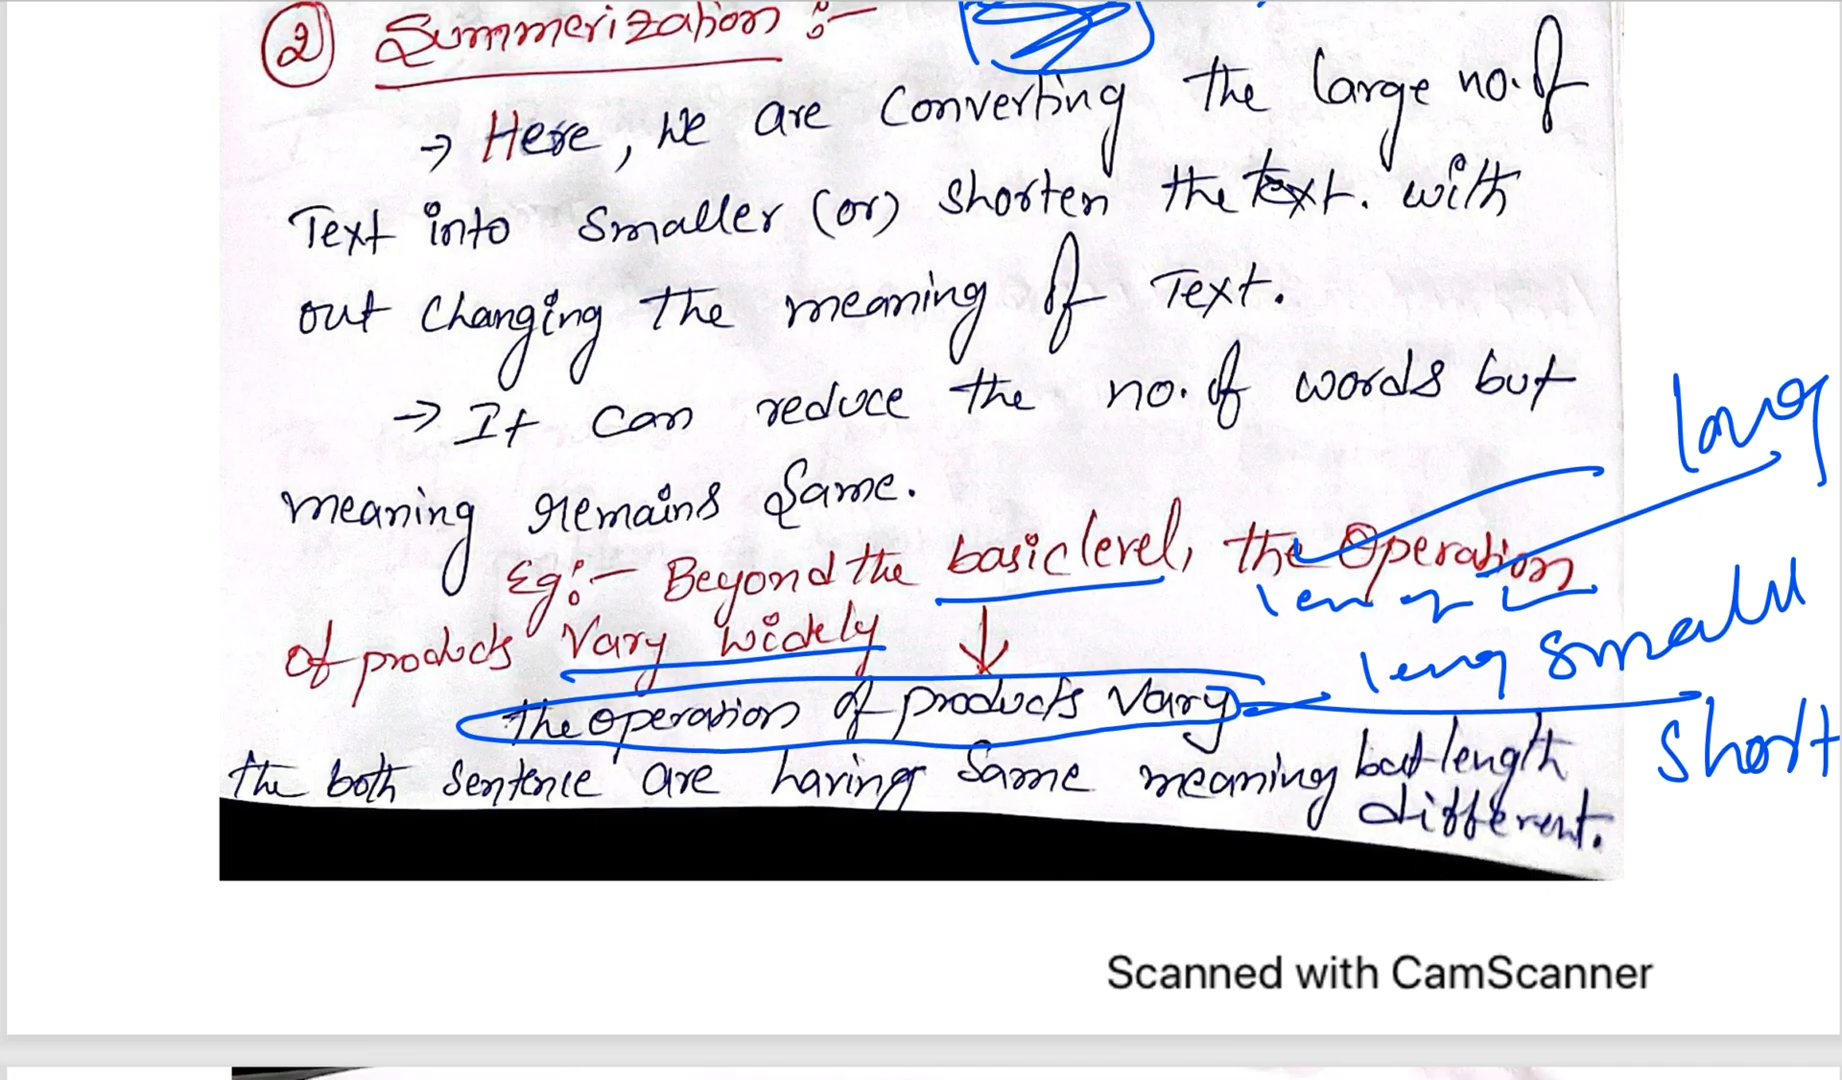 ② Summerization :-
→ Here, we are converting the large no. of
Text into smaller (or) shorten the text. with
out changing the meaning of Text.
→ It can reduce the no. of words but
meaning remains same.
long
Eg:- Beyond the basic level, the operation
len of
of products vary widely ↓
leng small
the operation of products vary
short
the both sentence are having same meaning but length
different.
Scanned with CamScanner